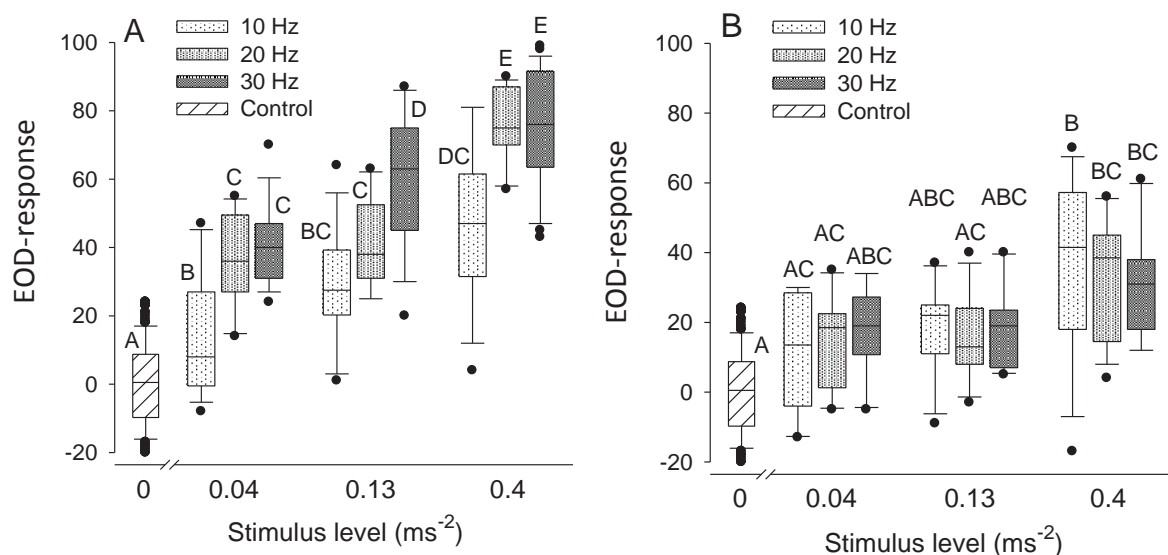 A
10 Hz
20 Hz
30 Hz
Control
EOD-response
100
80
60
40
20
0
-20
A
B
C
C
BC
C
D
DC
E
E
0
0.04
0.13
0.4
Stimulus level (ms-2)
B
10 Hz
20 Hz
30 Hz
Control
EOD-response
100
80
60
40
20
0
-20
A
AC
AC
ABC
ABC
AC
ABC
B
BC
BC
0
0.04
0.13
0.4
Stimulus level (ms-2)